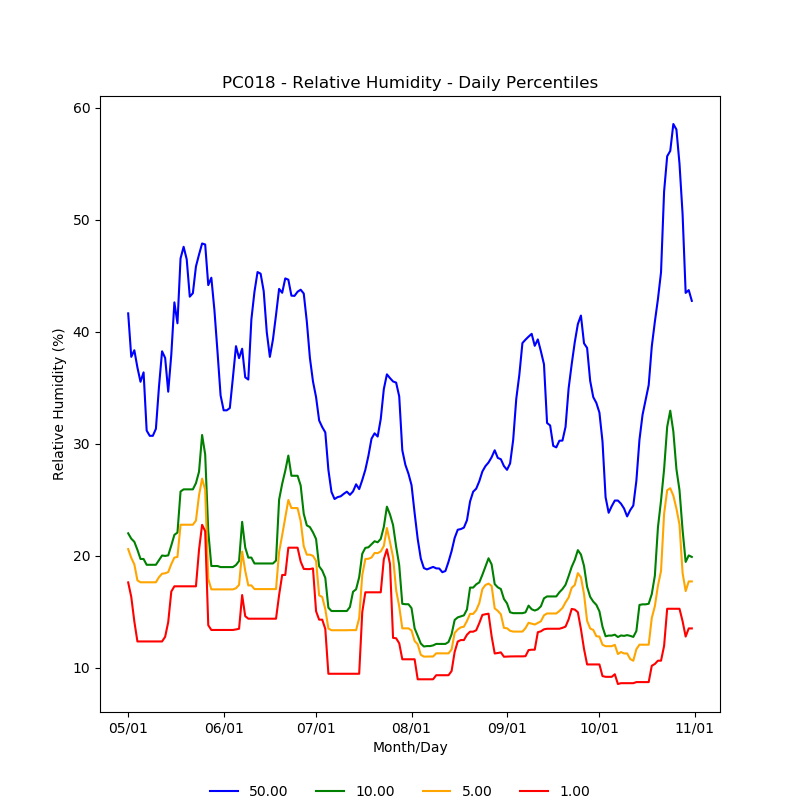 PC018 - Relative Humidity - Daily Percentiles
60
50
40
30
20
10
Relative Humidity (%)
05/01 06/01 07/01 08/01 09/01 10/01 11/01
Month/Day
50.00 10.00 5.00 1.00